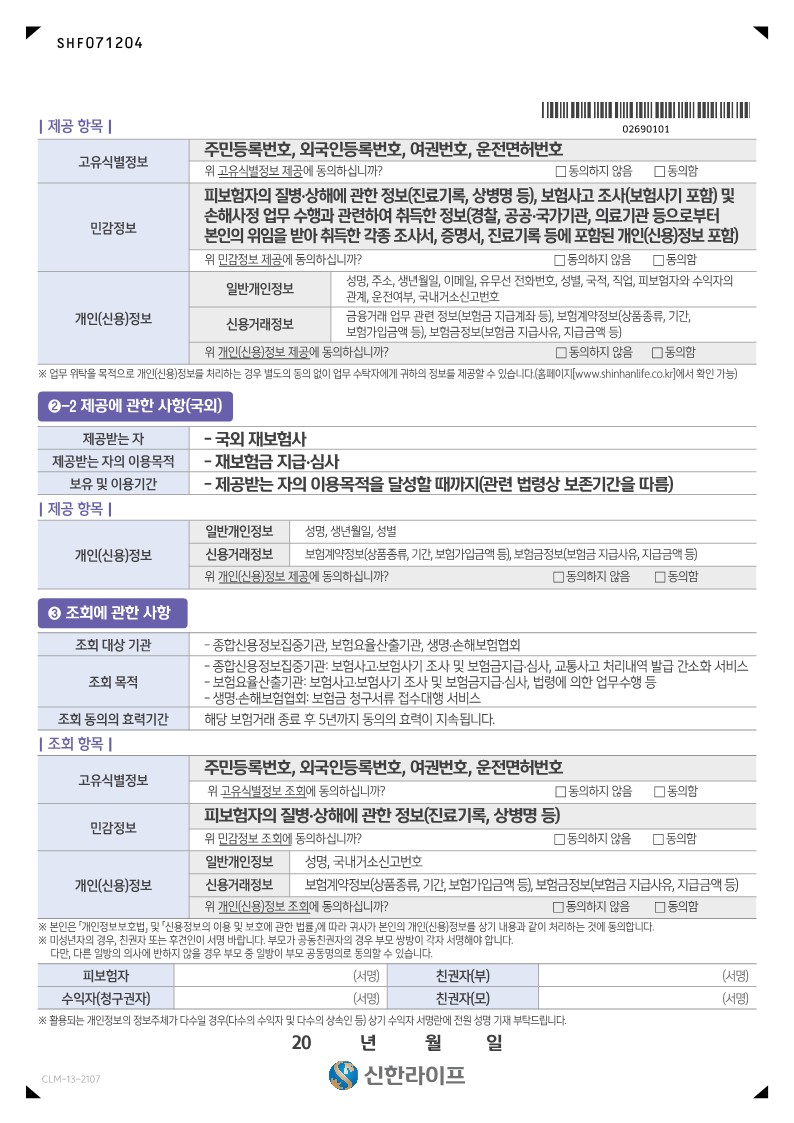 SHF071204
02690101
| 제공 항목 |
고유식별정보
주민등록번호, 외국인등록번호, 여권번호, 운전면허번호
위 고유식별정보 제공에 동의하십니까? □동의하지 않음 □동의함
민감정보
피보험자의 질병·상해에 관한 정보(진료기록, 상병명 등), 보험사고 조사(보험사기 포함) 및
손해사정 업무 수행과 관련하여 취득한 정보(경찰, 공공·국가기관, 의료기관 등으로부터
본인의 위임을 받아 취득한 각종 조사서, 증명서, 진료기록 등에 포함된 개인(신용)정보 포함)
위 민감정보 제공에 동의하십니까? □동의하지 않음 □동의함
개인(신용)정보
일반개인정보
성명, 주소, 생년월일, 이메일, 유무선 전화번호, 성별, 국적, 직업, 피보험자와 수익자의
관계, 운전여부, 국내거소신고번호
신용거래정보
금융거래 업무 관련 정보(보험금 지급계좌 등), 보험계약정보(상품종류, 기간,
보험가입금액 등), 보험금정보(보험금 지급사유, 지급금액 등)
위 개인(신용)정보 제공에 동의하십니까? □동의하지 않음 □동의함
※ 업무 위탁을 목적으로 개인(신용)정보를 처리하는 경우 별도의 동의 없이 업무 수탁자에게 귀하의 정보를 제공할 수 있습니다.(홈페이지[www.shinhanlife.co.kr]에서 확인 가능)
❷-2 제공에 관한 사항(국외)
제공받는 자 - 국외 재보험사
제공받는 자의 이용목적 - 재보험금 지급·심사
보유 및 이용기간 - 제공받는 자의 이용목적을 달성할 때까지(관련 법령상 보존기간을 따름)
| 제공 항목 |
개인(신용)정보
일반개인정보 성명, 생년월일, 성별
신용거래정보 보험계약정보(상품종류, 기간, 보험가입금액 등), 보험금정보(보험금 지급사유, 지급금액 등)
위 개인(신용)정보 제공에 동의하십니까? □동의하지 않음 □동의함
❸ 조회에 관한 사항
조회 대상 기관 - 종합신용정보집중기관, 보험요율산출기관, 생명·손해보험협회
조회 목적
- 종합신용정보집중기관: 보험사고·보험사기 조사 및 보험금지급·심사, 교통사고 처리내역 발급 간소화 서비스
- 보험요율산출기관: 보험사고·보험사기 조사 및 보험금지급·심사, 법령에 의한 업무수행 등
- 생명·손해보험협회: 보험금 청구서류 접수대행 서비스
조회 동의의 효력기간 해당 보험거래 종료 후 5년까지 동의의 효력이 지속됩니다.
| 조회 항목 |
고유식별정보
주민등록번호, 외국인등록번호, 여권번호, 운전면허번호
위 고유식별정보 조회에 동의하십니까? □동의하지 않음 □동의함
민감정보
피보험자의 질병·상해에 관한 정보(진료기록, 상병명 등)
위 민감정보 조회에 동의하십니까? □동의하지 않음 □동의함
개인(신용)정보
일반개인정보 성명, 국내거소신고번호
신용거래정보 보험계약정보(상품종류, 기간, 보험가입금액 등), 보험금정보(보험금 지급사유, 지급금액 등)
위 개인(신용)정보 조회에 동의하십니까? □동의하지 않음 □동의함
※ 본인은 「개인정보보호법」 및 「신용정보의 이용 및 보호에 관한 법률」에 따라 귀사가 본인의 개인(신용)정보를 상기 내용과 같이 처리하는 것에 동의합니다.
※ 미성년자의 경우, 친권자 또는 후견인이 서명 바랍니다. 부모가 공동친권자의 경우 부모 쌍방이 각자 서명해야 합니다.
다만, 다른 일방의 의사에 반하지 않을 경우 부모 중 일방이 부모 공동명의로 동의할 수 있습니다.
피보험자 (서명) 친권자(부) (서명)
수익자(청구권자) (서명) 친권자(모) (서명)
※ 활용되는 개인정보의 정보주체가 다수일 경우(다수의 수익자 및 다수의 상속인 등) 상기 수익자 서명란에 전원 성명 기재 부탁드립니다.
20 년 월 일
CLM-13-2107
신한라이프